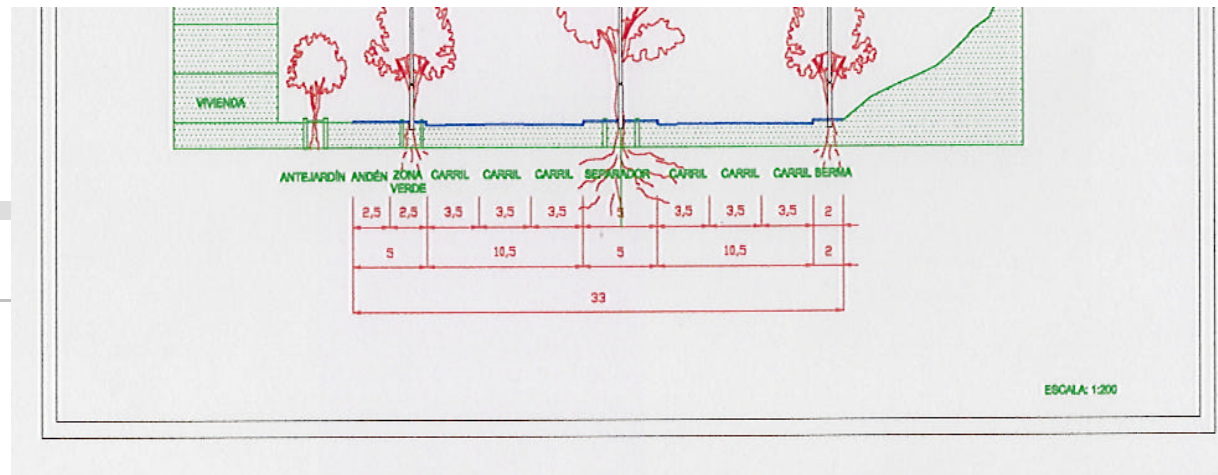 VIVIENDA
ANTEJARDÍN ANDÉN ZONA VERDE CARRIL CARRIL CARRIL SEPARADOR CARRIL CARRIL CARRIL BERMA
2,5 2,5 3,5 3,5 3,5 5 3,5 3,5 3,5 2
5 10,5 5 10,5 2
33
ESCALA: 1:200